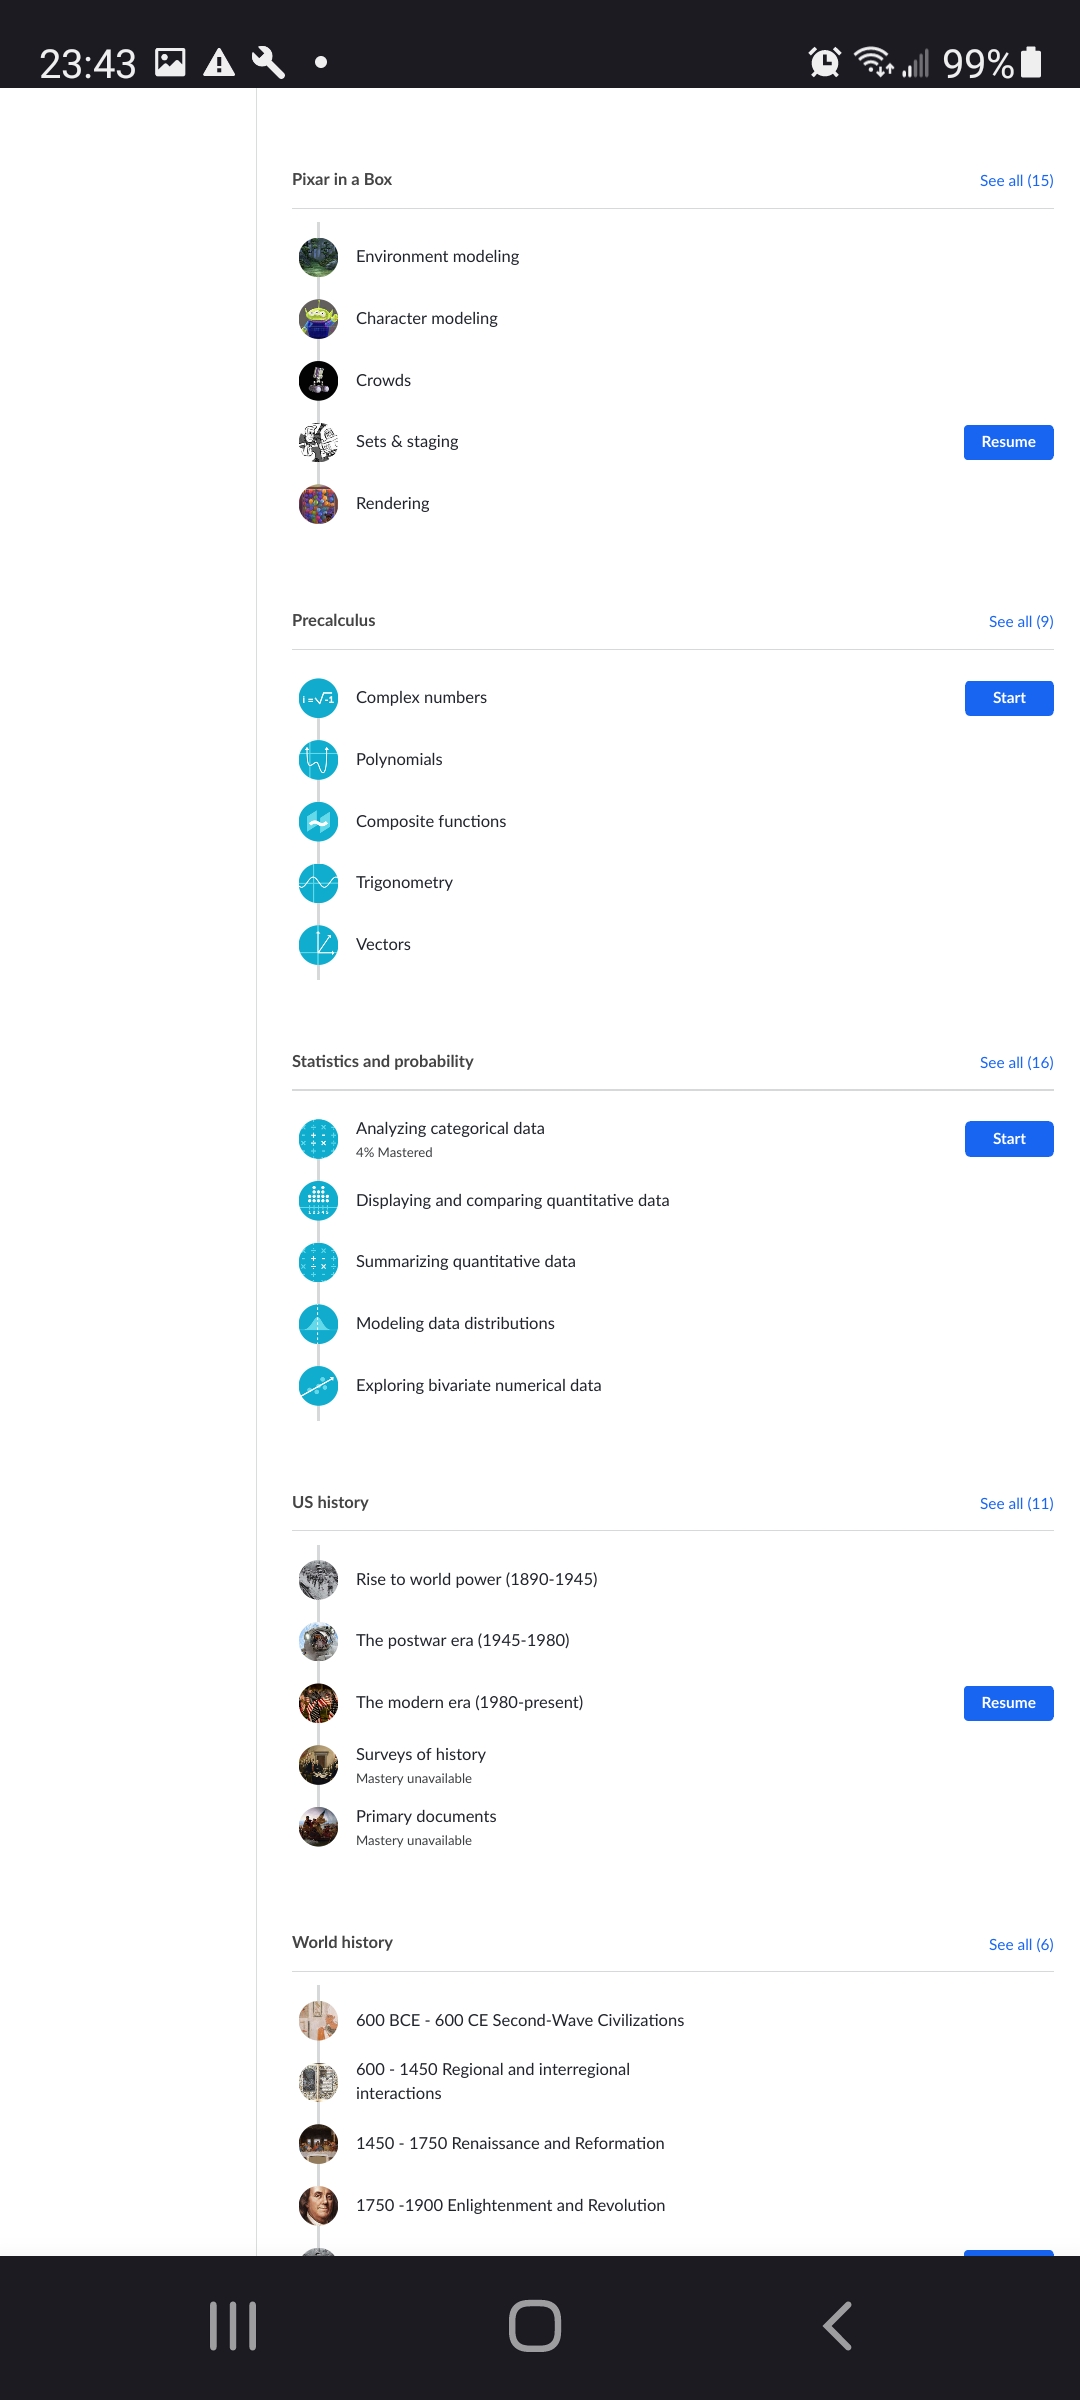 23:43
99%
Pixar in a Box
See all (15)
Environment modeling
Character modeling
Crowds
Sets & staging
Resume
Rendering
Precalculus
See all (9)
i = √-1
Complex numbers
Start
Polynomials
Composite functions
Trigonometry
Vectors
Statistics and probability
See all (16)
Analyzing categorical data
4% Mastered
Start
Displaying and comparing quantitative data
Summarizing quantitative data
Modeling data distributions
Exploring bivariate numerical data
US history
See all (11)
Rise to world power (1890-1945)
The postwar era (1945-1980)
The modern era (1980-present)
Resume
Surveys of history
Mastery unavailable
Primary documents
Mastery unavailable
World history
See all (6)
600 BCE - 600 CE Second-Wave Civilizations
600 - 1450 Regional and interregional
interactions
1450 - 1750 Renaissance and Reformation
1750 -1900 Enlightenment and Revolution